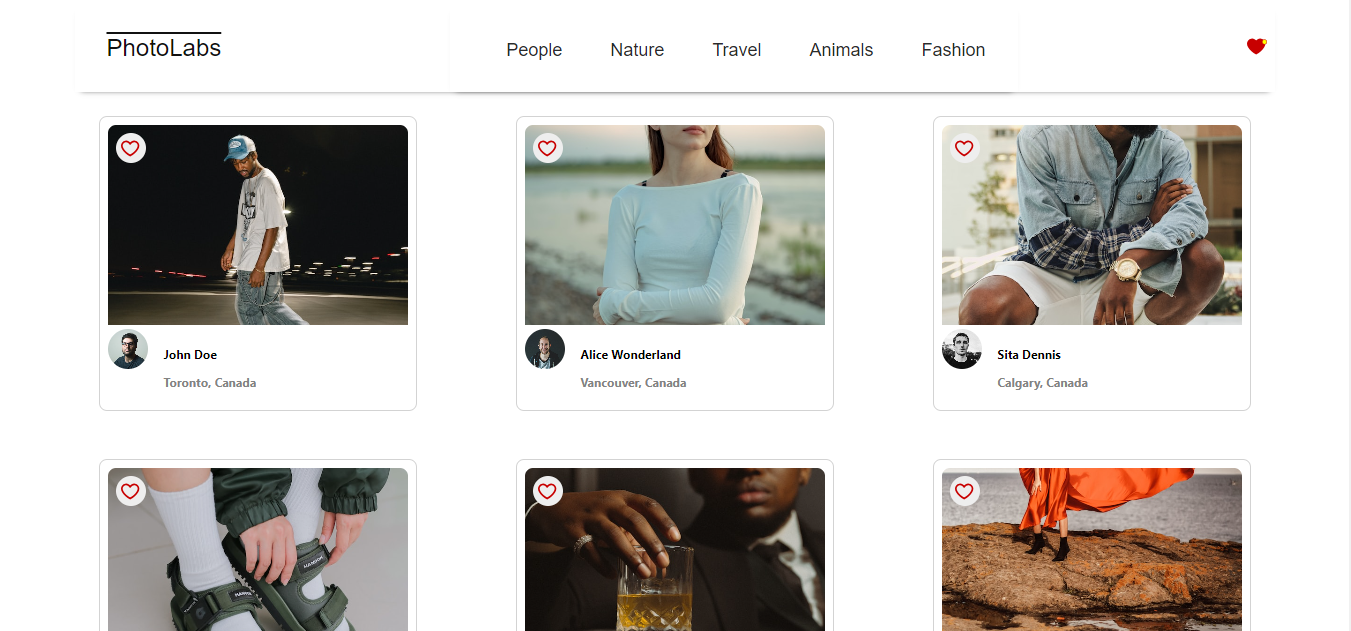 PhotoLabs
People Nature Travel Animals Fashion
John Doe
Toronto, Canada
Alice Wonderland
Vancouver, Canada
Sita Dennis
Calgary, Canada